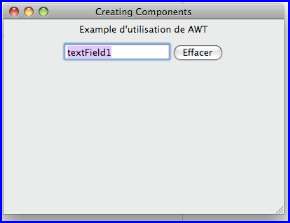 Creating Components
Example d'utilisation de AWT
textField1 Effacer